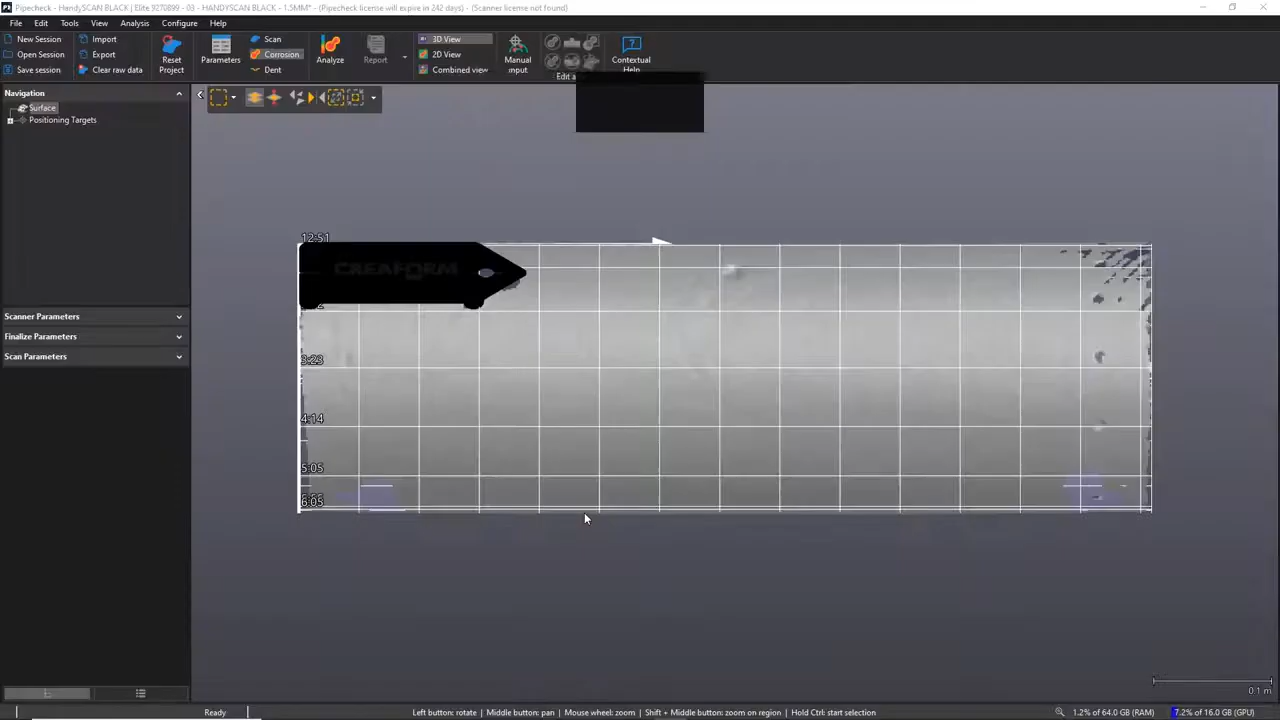 Pipecheck - HandySCAN BLACK | Elite 9270899 - 03 - HANDYSCAN BLACK - 1.5MM* - (Pipecheck license will expire in 242 days) - (Scanner license not found)
File Edit Tools View Analysis Configure Help
New Session Import Scan 3D View
Open Session Export Corrosion 2D View
Save session Clear raw data Dent Combined view
Reset Project
Parameters
Analyze
Report
Manual Input
Contextual Help
Edit a
Navigation
Surface
Positioning Targets
Scanner Parameters
Finalize Parameters
Scan Parameters
12:51
CREAFORM
3:23
4:14
5:05
6:05
0.1 m
Ready
Left button: rotate | Middle button: pan | Mouse wheel: zoom | Shift + Middle button: zoom on region | Hold Ctrl: start selection
1.2% of 64.0 GB (RAM) 7.2% of 16.0 GB (GPU)